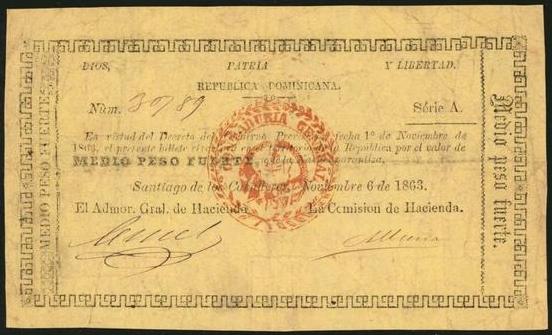 DIOS, PATRIA Y LIBERTAD.
REPUBLICA DOMINICANA.
Núm. 30789
Série A.
En virtud del Decreto del Gobierno Provisorio fecha 1º de Noviembre de
1863, el presente billete circulará en el territorio de la República por el valor de
MEDIO PESO FUERTE, que la Nacion garantiza.
Santiago de los Caballeros, Noviembre 6 de 1863.
El Admor. Gral. de Hacienda, La Comision de Hacienda.
MEDIO PESO FUERTE
Medio peso fuerte.
CONTADURIA GENERAL